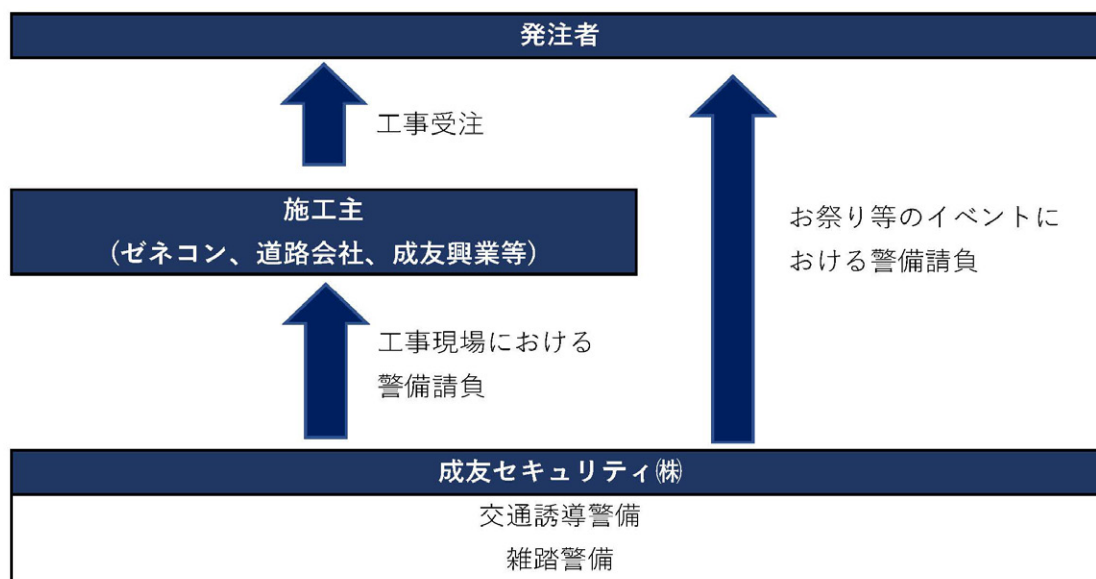 発注者
工事受注
施工主
（ゼネコン、道路会社、成友興業等）
お祭り等のイベントに
おける警備請負
工事現場における
警備請負
成友セキュリティ㈱
交通誘導警備
雑踏警備